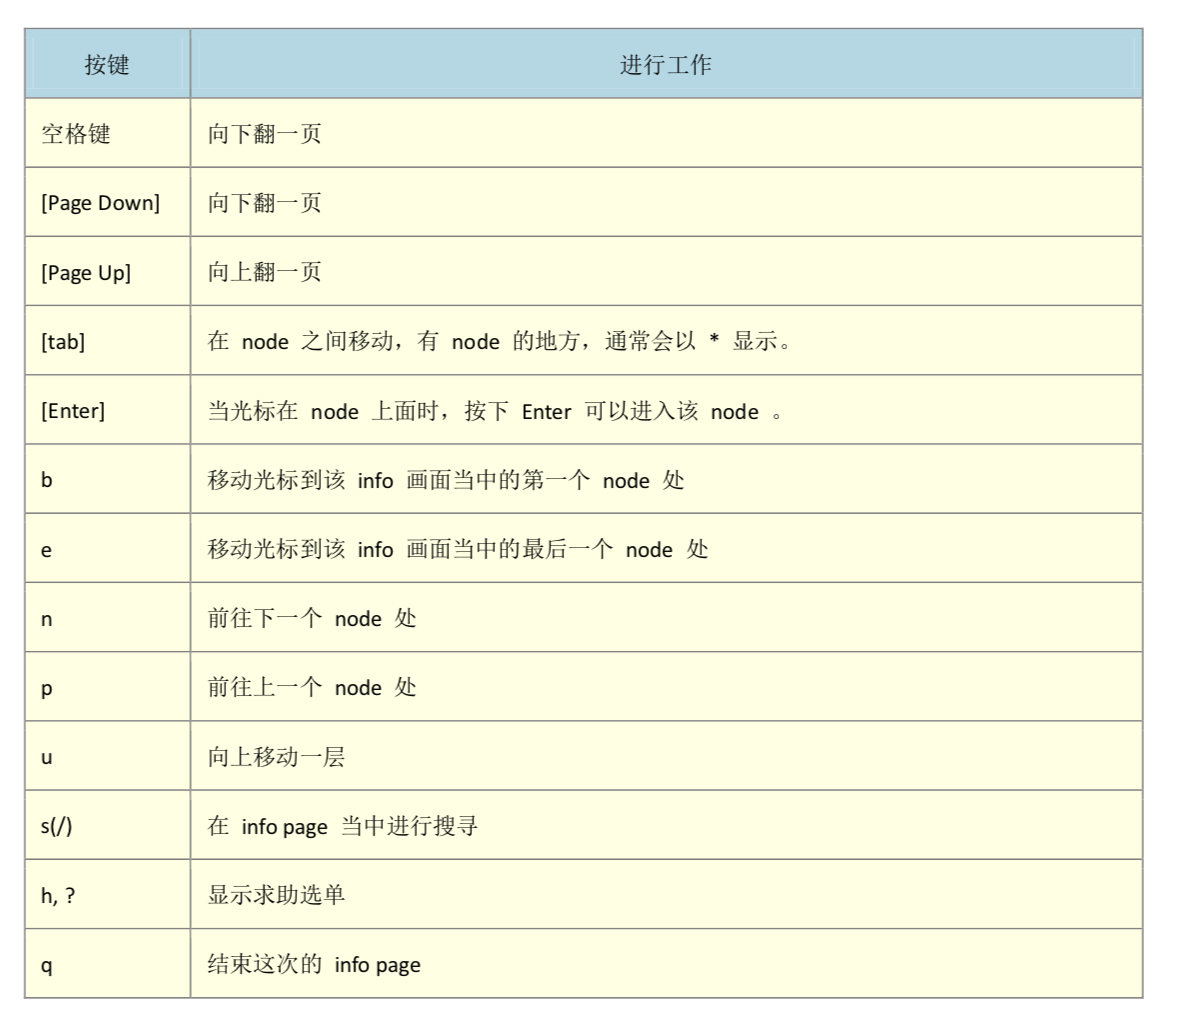 按键 进行工作
空格键 向下翻一页
[Page Down] 向下翻一页
[Page Up] 向上翻一页
[tab] 在 node 之间移动，有 node 的地方，通常会以 * 显示。
[Enter] 当光标在 node 上面时，按下 Enter 可以进入该 node 。
b 移动光标到该 info 画面当中的第一个 node 处
e 移动光标到该 info 画面当中的最后一个 node 处
n 前往下一个 node 处
p 前往上一个 node 处
u 向上移动一层
s(/) 在 info page 当中进行搜寻
h, ? 显示求助选单
q 结束这次的 info page